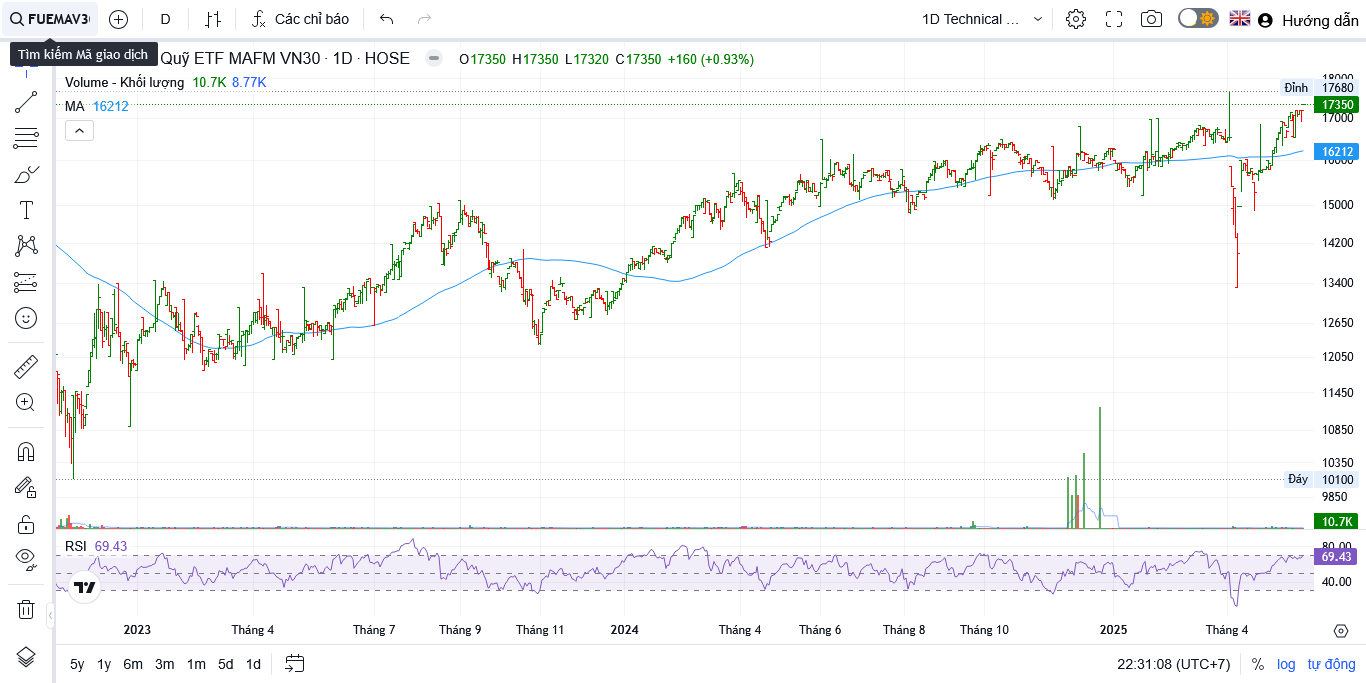 FUEMAV30
D
Các chỉ báo
1D Technical ...
Hướng dẫn
Tìm kiếm Mã giao dịch
Quỹ ETF MAFM VN30 · 1D · HOSE
O17350 H17350 L17320 C17350 +160 (+0.93%)
Volume - Khối lượng 10.7K 8.77K
MA 16212
18000
Đỉnh 17680
17350
17000
16212
16000
15000
14200
13400
12650
12050
11450
10850
10350
Đáy 10100
9850
10.7K
RSI 69.43
80.00
69.43
40.00
2023 Tháng 4 Tháng 7 Tháng 9 Tháng 11 2024 Tháng 4 Tháng 6 Tháng 8 Tháng 10 2025 Tháng 4
5y 1y 6m 3m 1m 5d 1d
22:31:08 (UTC+7) % log tự động